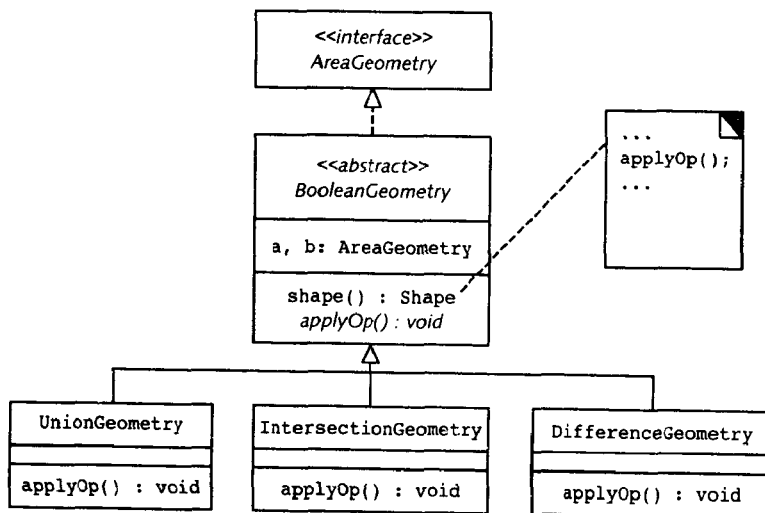 <<interface>>
AreaGeometry
<<abstract>>
BooleanGeometry
a, b: AreaGeometry
shape() : Shape
applyOp() : void
...
applyOp();
...
UnionGeometry
applyOp() : void
IntersectionGeometry
applyOp() : void
DifferenceGeometry
applyOp() : void